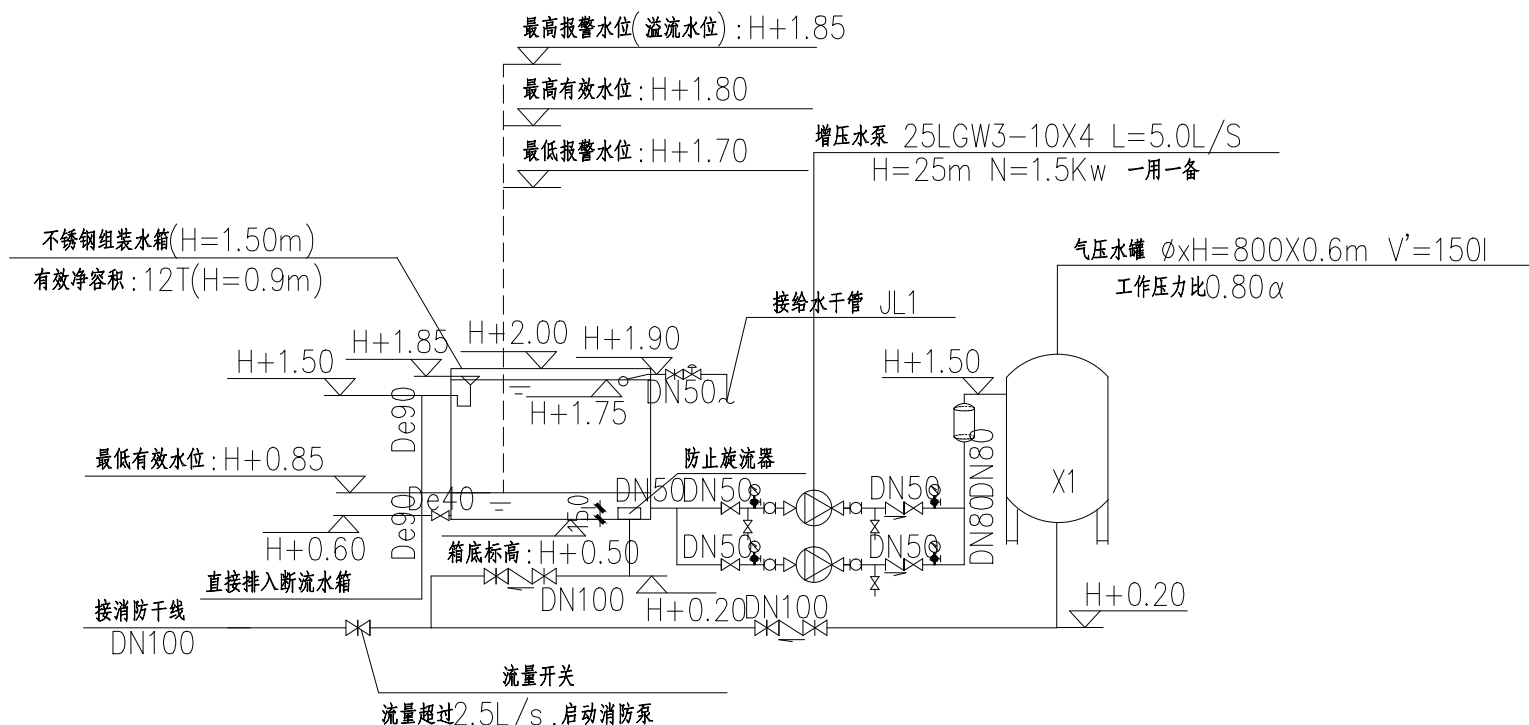 最高报警水位(溢流水位):H+1.85
最高有效水位:H+1.80
最低报警水位:H+1.70
增压水泵 25LGW3-10X4 L=5.0L/S
H=25m N=1.5Kw 一用一备
不锈钢组装水箱(H=1.50m)
有效净容积:12T(H=0.9m)
气压水罐 ϕxH=800X0.6m V'=150l
工作压力比0.80α
接给水干管 JL1
H+2.00
H+1.90
H+1.85
H+1.50
H+1.50
DN50
H+1.75
De90
最低有效水位:H+0.85
防止旋流器
De40
DN50
DN50
DN50
DN80
DN80
X1
150
De90
H+0.60
箱底标高:H+0.50
DN50
DN50
直接排入断流水箱
DN100
H+0.20
DN100
H+0.20
接消防干线
DN100
流量开关
流量超过2.5L/s,启动消防泵